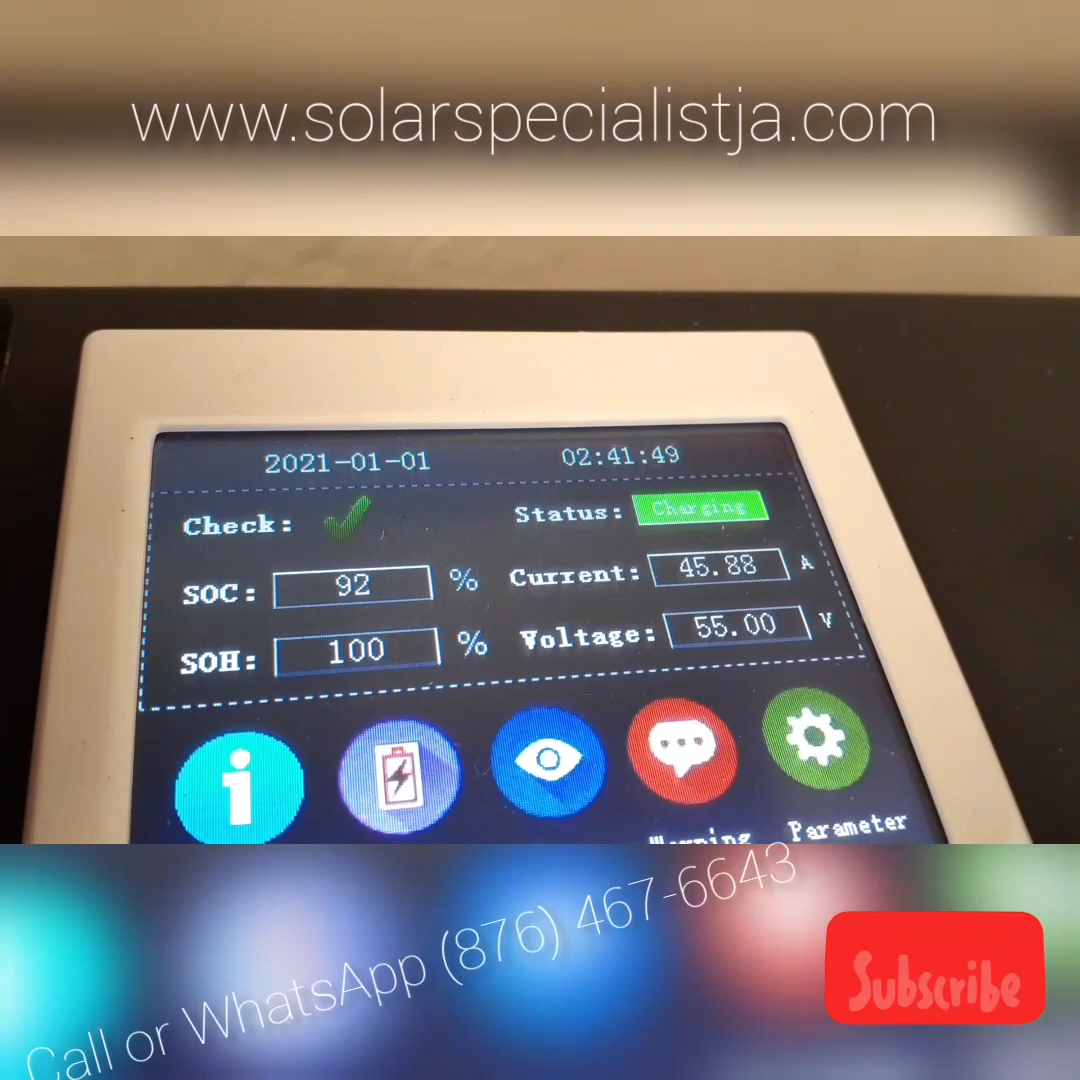 www.solarspecialistja.com
2021-01-01 02:41:49
Check: Status: Charging
SOC: 92 % Current: 45.88 A
SOH: 100 % Voltage: 55.00 V
Warning Parameter
Call or WhatsApp (876) 467-6643
Subscribe